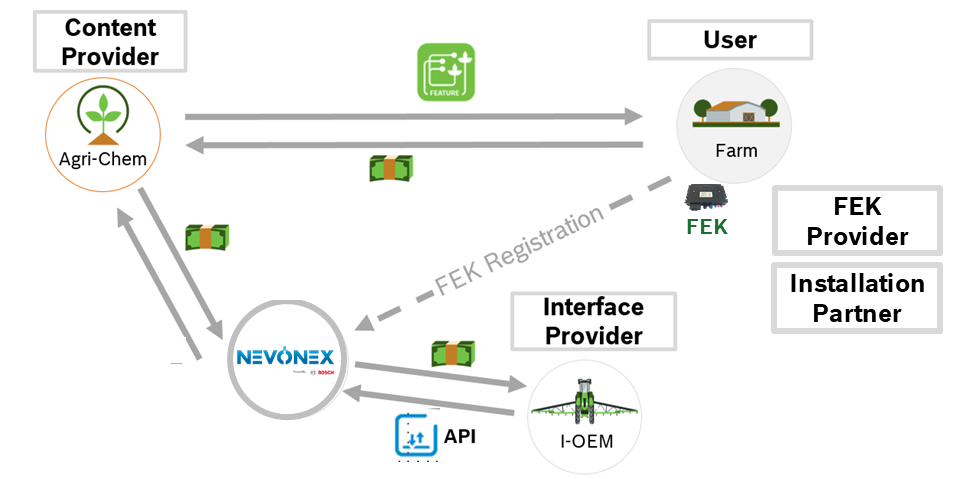 Content
Provider
User
FEATURE
Agri-Chem
Farm
FEK
FEK
Provider
FEK Registration
Installation
Partner
Interface
Provider
NEVONEX
BOSCH
API
I-OEM